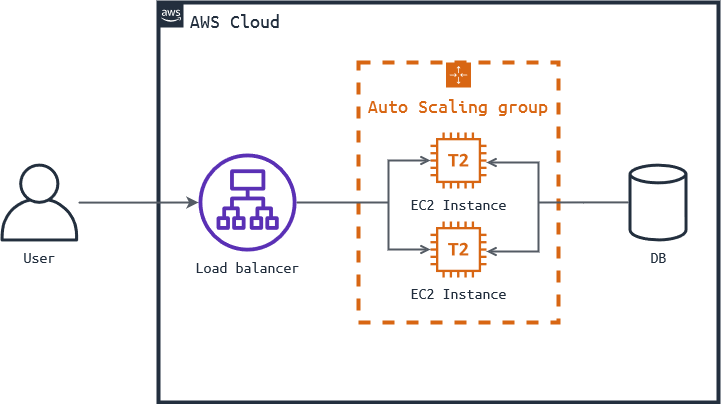 aws
AWS Cloud
Auto Scaling group
T2
EC2 Instance
T2
EC2 Instance
User
Load balancer
DB